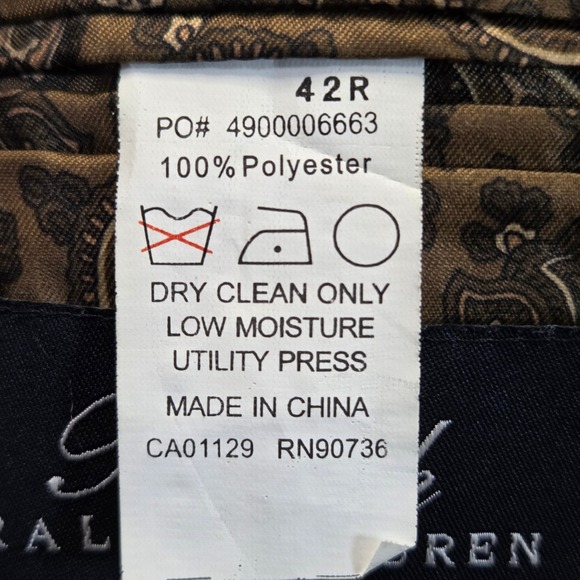 42R
PO# 4900006663
100% Polyester
DRY CLEAN ONLY
LOW MOISTURE
UTILITY PRESS
MADE IN CHINA
CA01129 RN90736